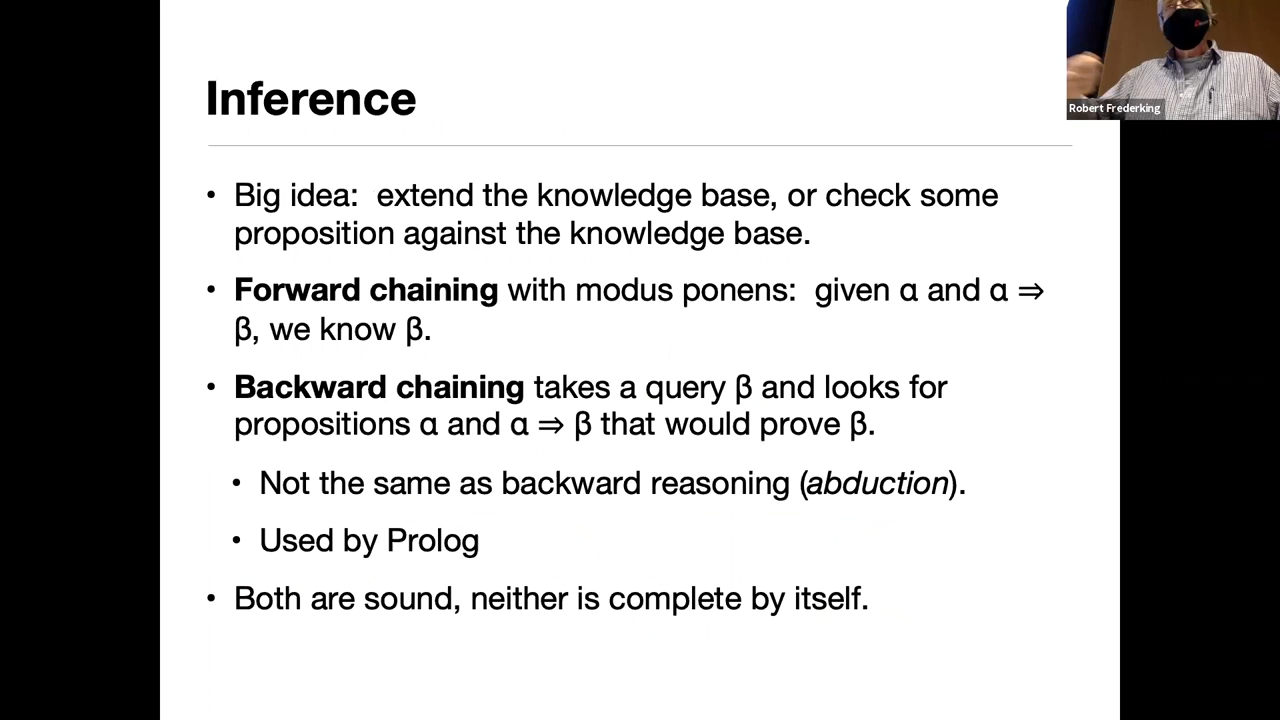 Inference
• Big idea:  extend the knowledge base, or check some
proposition against the knowledge base.
• Forward chaining with modus ponens:  given α and α ⇒
β, we know β.
• Backward chaining takes a query β and looks for
propositions α and α ⇒ β that would prove β.
• Not the same as backward reasoning (abduction).
• Used by Prolog
• Both are sound, neither is complete by itself.
Robert Frederking